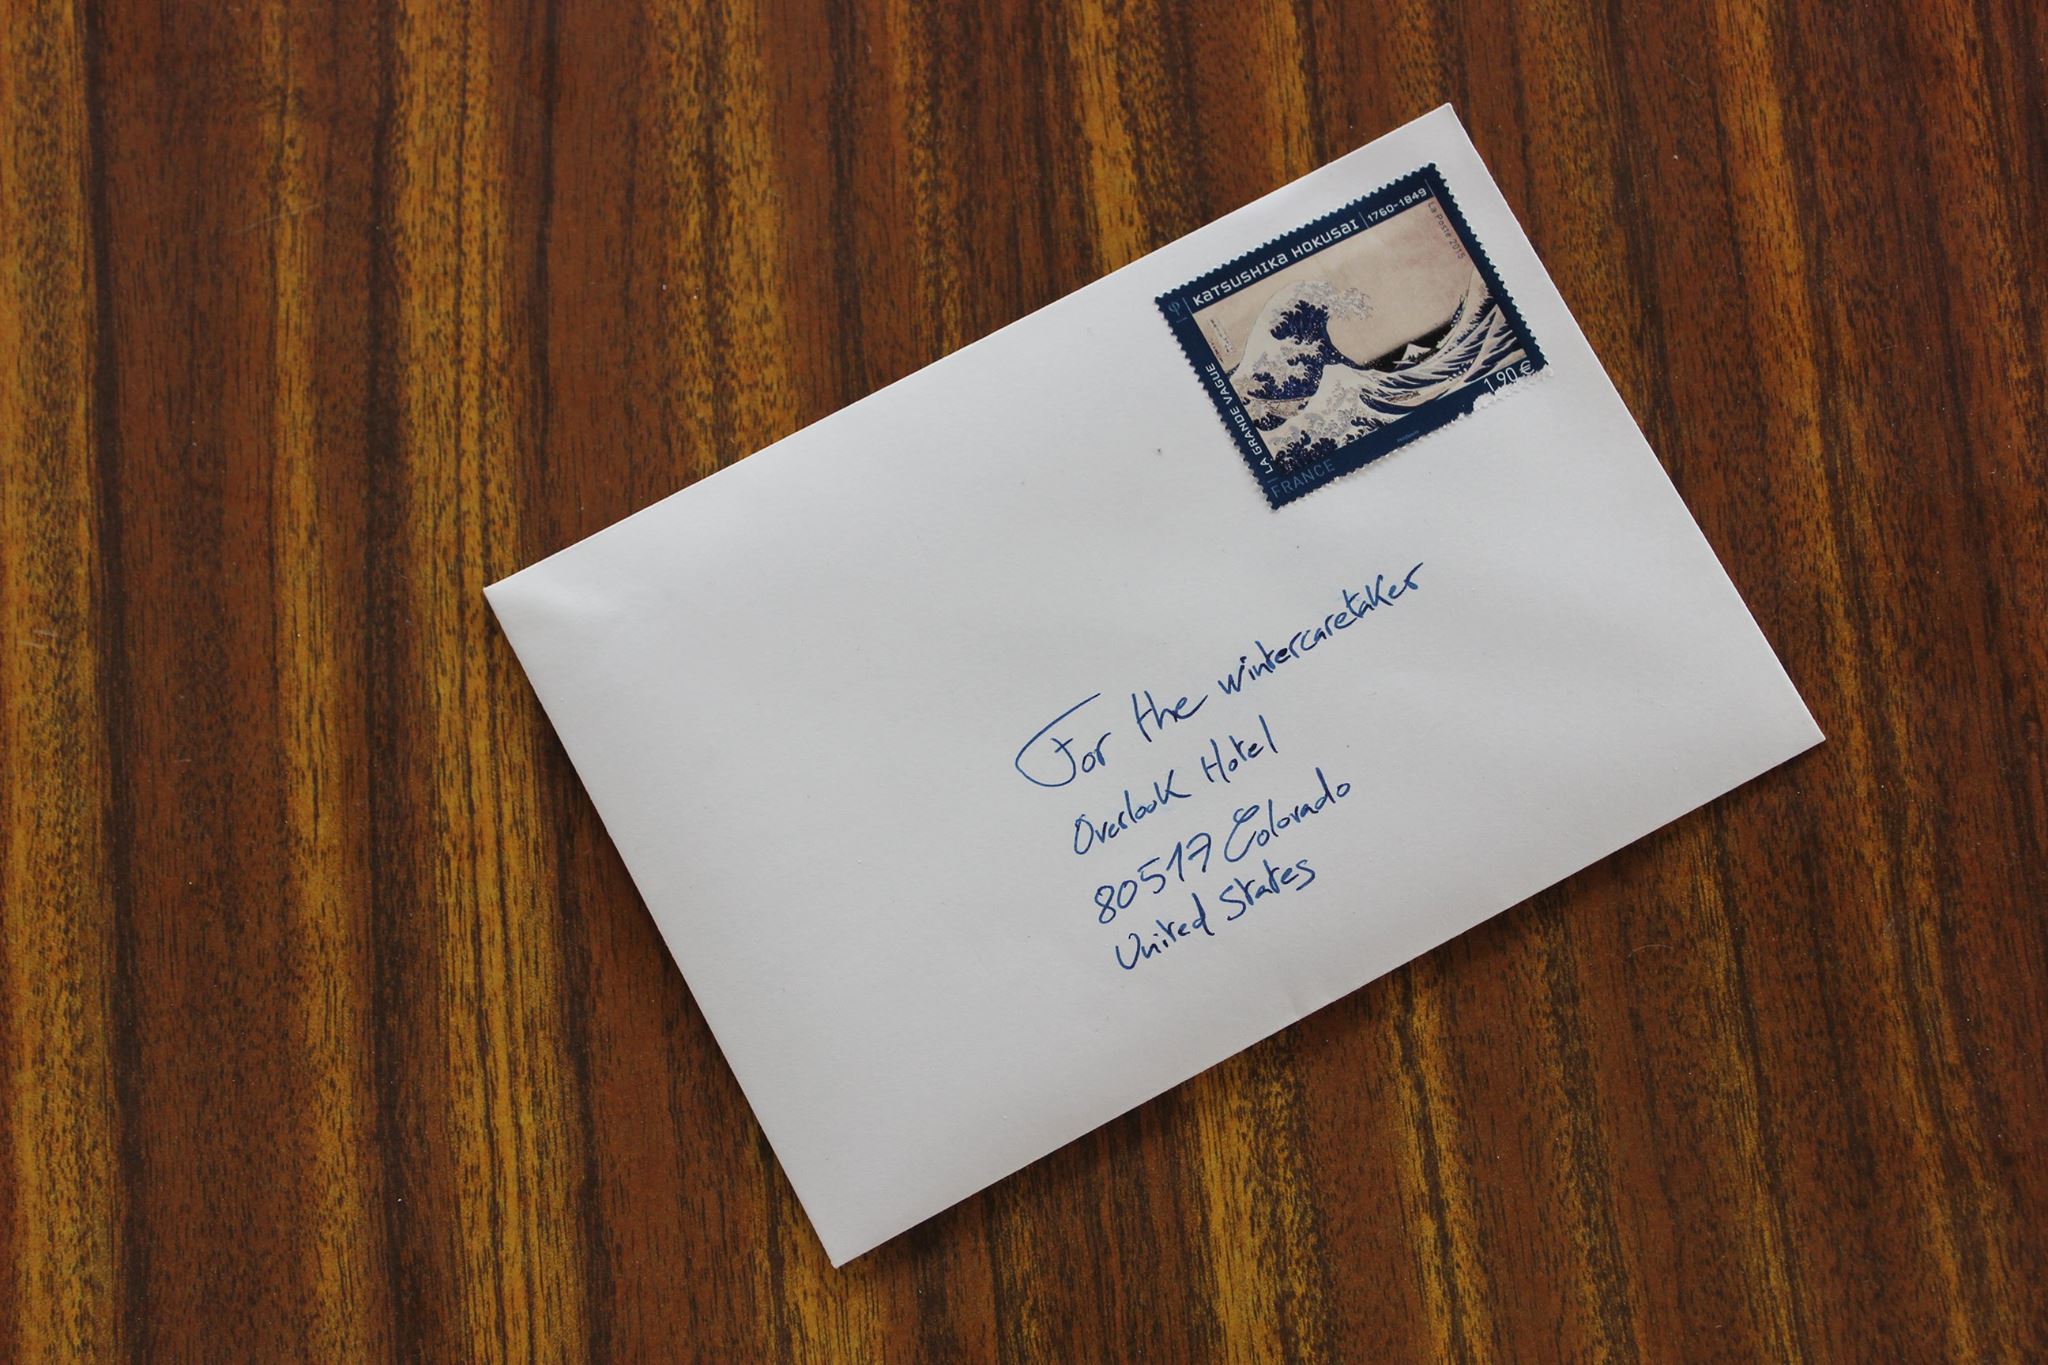 KATSUSHIKA HOKUSAI | 1760-1849
La Poste 2015
LA GRANDE VAGUE
1,90 €
FRANCE
For the wintercaretaker
Overlook Hotel
80517 Colorado
United States